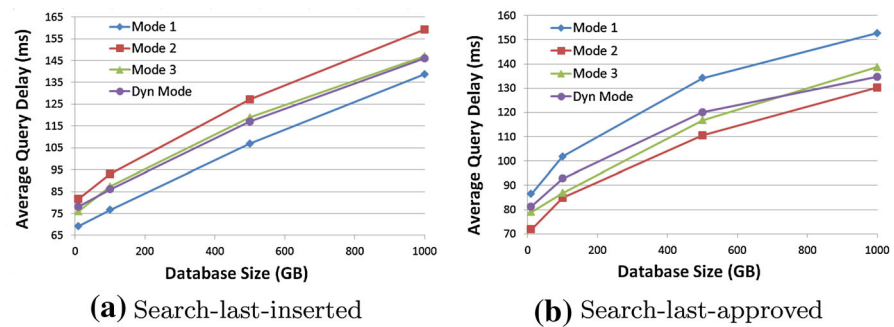 Average Query Delay (ms)
165
155
145
135
125
115
105
95
85
75
65
Mode 1
Mode 2
Mode 3
Dyn Mode
0
200
400
600
800
1000
Database Size (GB)
(a) Search-last-inserted
Average Query Delay (ms)
160
150
140
130
120
110
100
90
80
70
Mode 1
Mode 2
Mode 3
Dyn Mode
0
200
400
600
800
1000
Database Size (GB)
(b) Search-last-approved